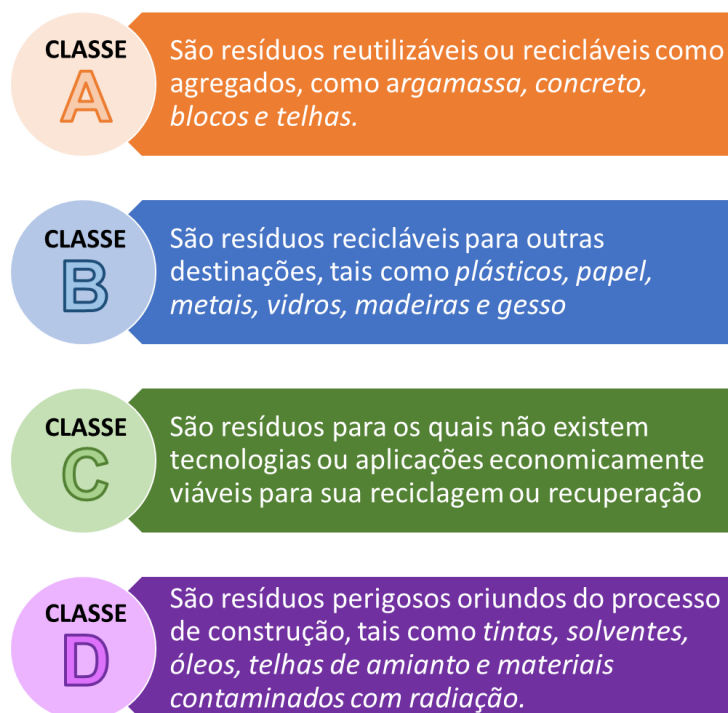 CLASSE
A
São resíduos reutilizáveis ou recicláveis como
agregados, como argamassa, concreto,
blocos e telhas.
CLASSE
B
São resíduos recicláveis para outras
destinações, tais como plásticos, papel,
metais, vidros, madeiras e gesso
CLASSE
C
São resíduos para os quais não existem
tecnologias ou aplicações economicamente
viáveis para sua reciclagem ou recuperação
CLASSE
D
São resíduos perigosos oriundos do processo
de construção, tais como tintas, solventes,
óleos, telhas de amianto e materiais
contaminados com radiação.